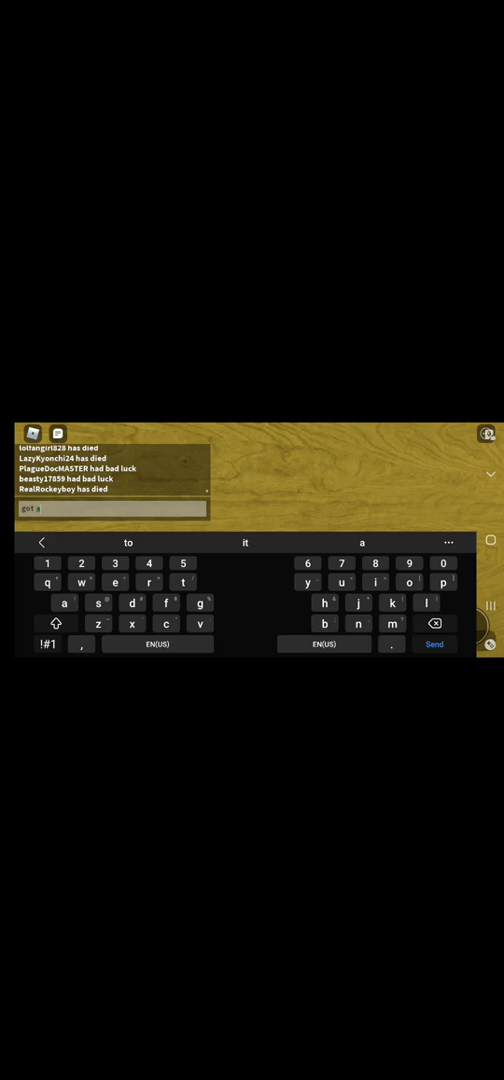 lolfangirl828 has died
LazyKyonchi24 has died
PlagueDocMASTER had bad luck
beasty17859 had bad luck
RealRockeyboy has died
got a
to it a ...
1 2 3 4 5 6 7 8 9 0
q w e r t y u i o p
a s d f g h j k l
z x c v b n m
!#1 , EN(US) EN(US) . Send